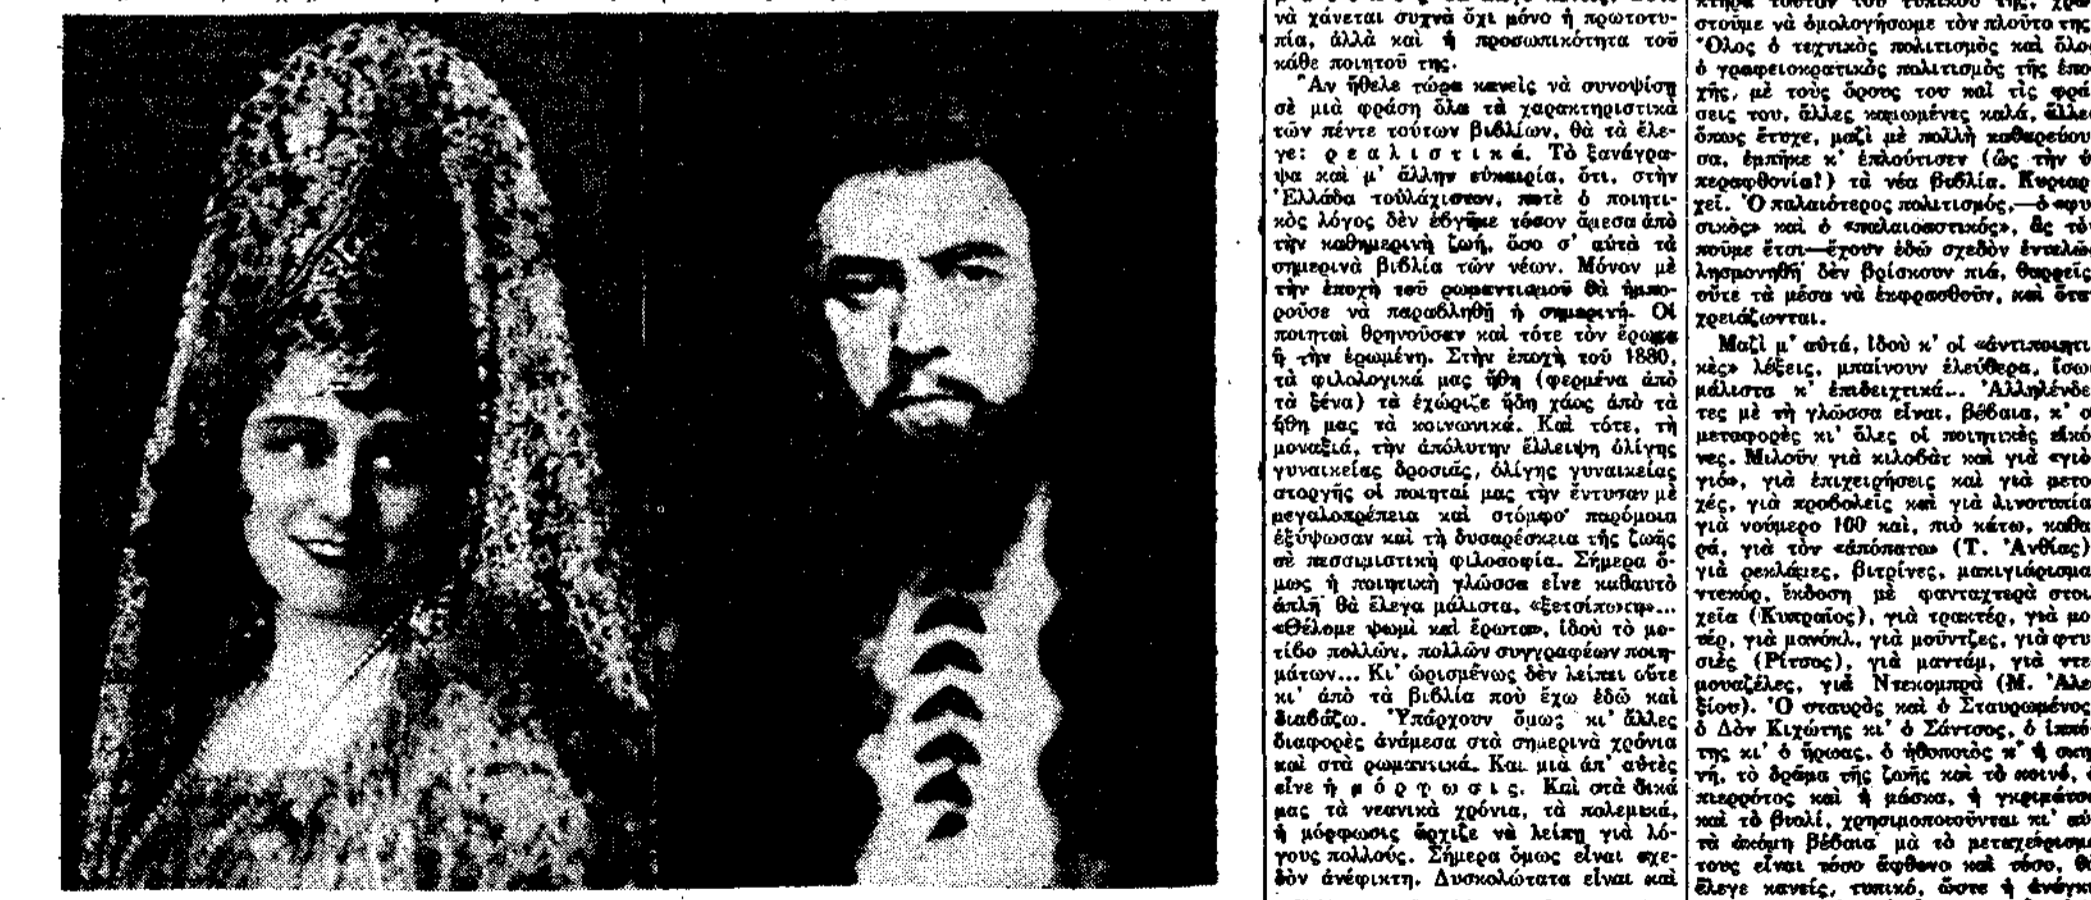 νὰ χάνεται συχνὰ ὄχι μόνο ἡ πρωτοτυ-
πία, ἀλλὰ καὶ ἡ προσωπικότητα τοῦ
κάθε ποιητοῦ της.
Ἂν ἤθελε τώρα κανεὶς νὰ συνοψίση
σὲ μιὰ φράση ὅλα τὰ χαρακτηριστικὰ
τῶν πέντε τούτων βιβλίων, θὰ τὰ ἔλε-
γε: ρεαλιστικά. Τὸ ξανάγρα-
ψα καὶ μ' ἄλλην εὐκαιρία, ὅτι, στὴν
Ἑλλάδα τοὐλάχιστον, ποτὲ ὁ ποιητι-
κὸς λόγος δὲν ἐβγῆκε τόσον ἄμεσα ἀπὸ
τὴν καθημερινὴ ζωή, ὅσο σ' αὐτὰ τὰ
σημερινὰ βιβλία τῶν νέων. Μόνον μὲ
τὴν ἐποχὴ τοῦ ρωμαντισμοῦ θὰ ἠμπο-
ροῦσε νὰ παραβληθῆ ἡ σημερινή. Οἱ
ποιηταὶ θρηνοῦσαν καὶ τότε τὸν ἔρωτα
ἢ τὴν ἐρωμένη. Στὴν ἐποχὴ τοῦ 1880,
τὰ φιλολογικά μας ἤθη (φερμένα ἀπὸ
τὰ ξένα) τὰ ἐχώριζε ἤδη χάος ἀπὸ τὰ
ἤθη μας τὰ κοινωνικά. Καὶ τότε, τὴ
μοναξιά, τὴν ἀπόλυτην ἔλλειψη ὀλίγης
γυναικείας δροσιᾶς, ὀλίγης γυναικείας
στοργῆς οἱ ποιηταί μας τὴν ἔντυσαν μὲ
μεγαλοπρέπεια καὶ στόμφο· παρόμοια
ἐξύψωσαν καὶ τὴ δυσαρέσκεια τῆς ζωῆς
σὲ πεσσιμιστικὴ φιλοσοφία. Σήμερα ὅ-
μως ἡ ποιητικὴ γλῶσσα εἶνε καθαυτὸ
ἁπλῆ· θὰ ἔλεγα μάλιστα, «ξετσίπωτη»...
«Θέλομε ψωμὶ καὶ ἔρωτα», ἰδοὺ τὸ μο-
τίβο πολλῶν, πολλῶν συγγραφέων ποιη-
μάτων... Κι' ὡρισμένως δὲν λείπει οὔτε
κι' ἀπὸ τὰ βιβλία ποὺ ἔχω ἐδῶ καὶ
διαβάζω. Ὑπάρχουν ὅμως κι' ἄλλες
διαφορὲς ἀνάμεσα στὰ σημερινὰ χρόνια
καὶ στὰ ρωμαντικά. Και μιὰ ἀπ' αὐτὲς
εἶνε ἡ μόρφωσις. Καὶ στὰ δικά
μας τὰ νεανικὰ χρόνια, τὰ πολεμικά,
ἡ μόρφωσις ἄρχιζε νὰ λείπη γιὰ λό-
γους πολλούς. Σήμερα ὅμως εἶναι σχε-
δὸν ἀνέφικτη. Δυσκολώτατα εἶναι καὶ
στοῦμε νὰ ὁμολογήσωμε τὸν πλοῦτο της
Ὅλος ὁ τεχνικὸς πολιτισμὸς καὶ ὅλος
ὁ γραφειοκρατικὸς πολιτισμὸς τῆς ἐπο-
χῆς, μὲ τοὺς ὅρους του καὶ τὶς φρά
σεις του, ἄλλες καμωμένες καλά, ἄλλες
ὅπως ἔτυχε, μαζὶ μὲ πολλὴ καθαρεύου
σα, ἐμπῆκε κ' ἐπλούτισεν (ὡς τὴν ὑ
περαφθονία!) τὰ νέα βιβλία. Κυριαρ
χεῖ. Ὁ παλαιότερος πολιτισμός,—ὁ «φυ
σικὸς» καὶ ὁ «παλαιοαστικός», ἂς τὸν
ποῦμε ἔτσι—ἔχουν ἐδῶ σχεδὸν ἐντελῶς
λησμονηθῆ· δὲν βρίσκουν πιά, θαρρεῖς
οὔτε τὰ μέσα νὰ ἐκφρασθοῦν, καὶ ὅταν
χρειάζωνται.
Μαζὶ μ' αὐτά, ἰδοὺ κ' οἱ «ἀντιποιητι
κὲς» λέξεις, μπαίνουν ἐλεύθερα, ἴσως
μάλιστα κ' ἐπιδειχτικά... Ἀλληλένδε
τες μὲ τὴ γλῶσσα εἶναι, βέβαια, κ' ο
μεταφορὲς κι' ὅλες οἱ ποιητικὲς εἰκό
νες. Μιλοῦν γιὰ κιλοβὰτ καὶ γιὰ «γιὸ
γιό», γιὰ ἐπιχειρήσεις καὶ γιὰ μετο
χές, γιὰ προβολεῖς καὶ γιὰ λινοτυπία
γιὰ νούμερο 100 καί, πιὸ κάτω, καθα
ρά, γιὰ τὸν «ἀπόπατο» (Τ. Ἀνθίας)
γιὰ ρεκλάμες, βιτρίνες, μακιγιάρισμα
ντεκόρ, ἔκδοση μὲ φανταχτερὰ στοι
χεῖα (Κυπραῖος), γιὰ τρακτέρ, γιὰ μο
τέρ, γιὰ μονόκλ, γιὰ μοῦντζες, γιὰ φτυ
σιὲς (Ρίτσος), γιὰ μαντάμ, γιὰ ντε
μουαζέλες, γιὰ Ντεκομπρὰ (Μ. Ἀλε
ξίου). Ὁ σταυρὸς καὶ ὁ Σταυρωμένος
ὁ Δὸν Κιχώτης κι' ὁ Σάντσος, ὁ ἱππό
της κι' ὁ ἥρωας, ὁ ἠθοποιὸς κ' ἡ σκη
νή, τὸ δρᾶμα τῆς ζωῆς καὶ τὸ κοινό,
πιερρότος καὶ ἡ μάσκα, ἡ γκριμάτσα
καὶ τὸ βιολί, χρησιμοποιοῦνται κι' αὐ
τὰ ἀκόμη βέβαια· μὰ τὸ μεταχείρισμα
τους εἶναι τόσο ἄφθονο καὶ τόσο, θὰ
ἔλεγε κανείς, τυπικό, ὥστε ἡ ἀνάγκη